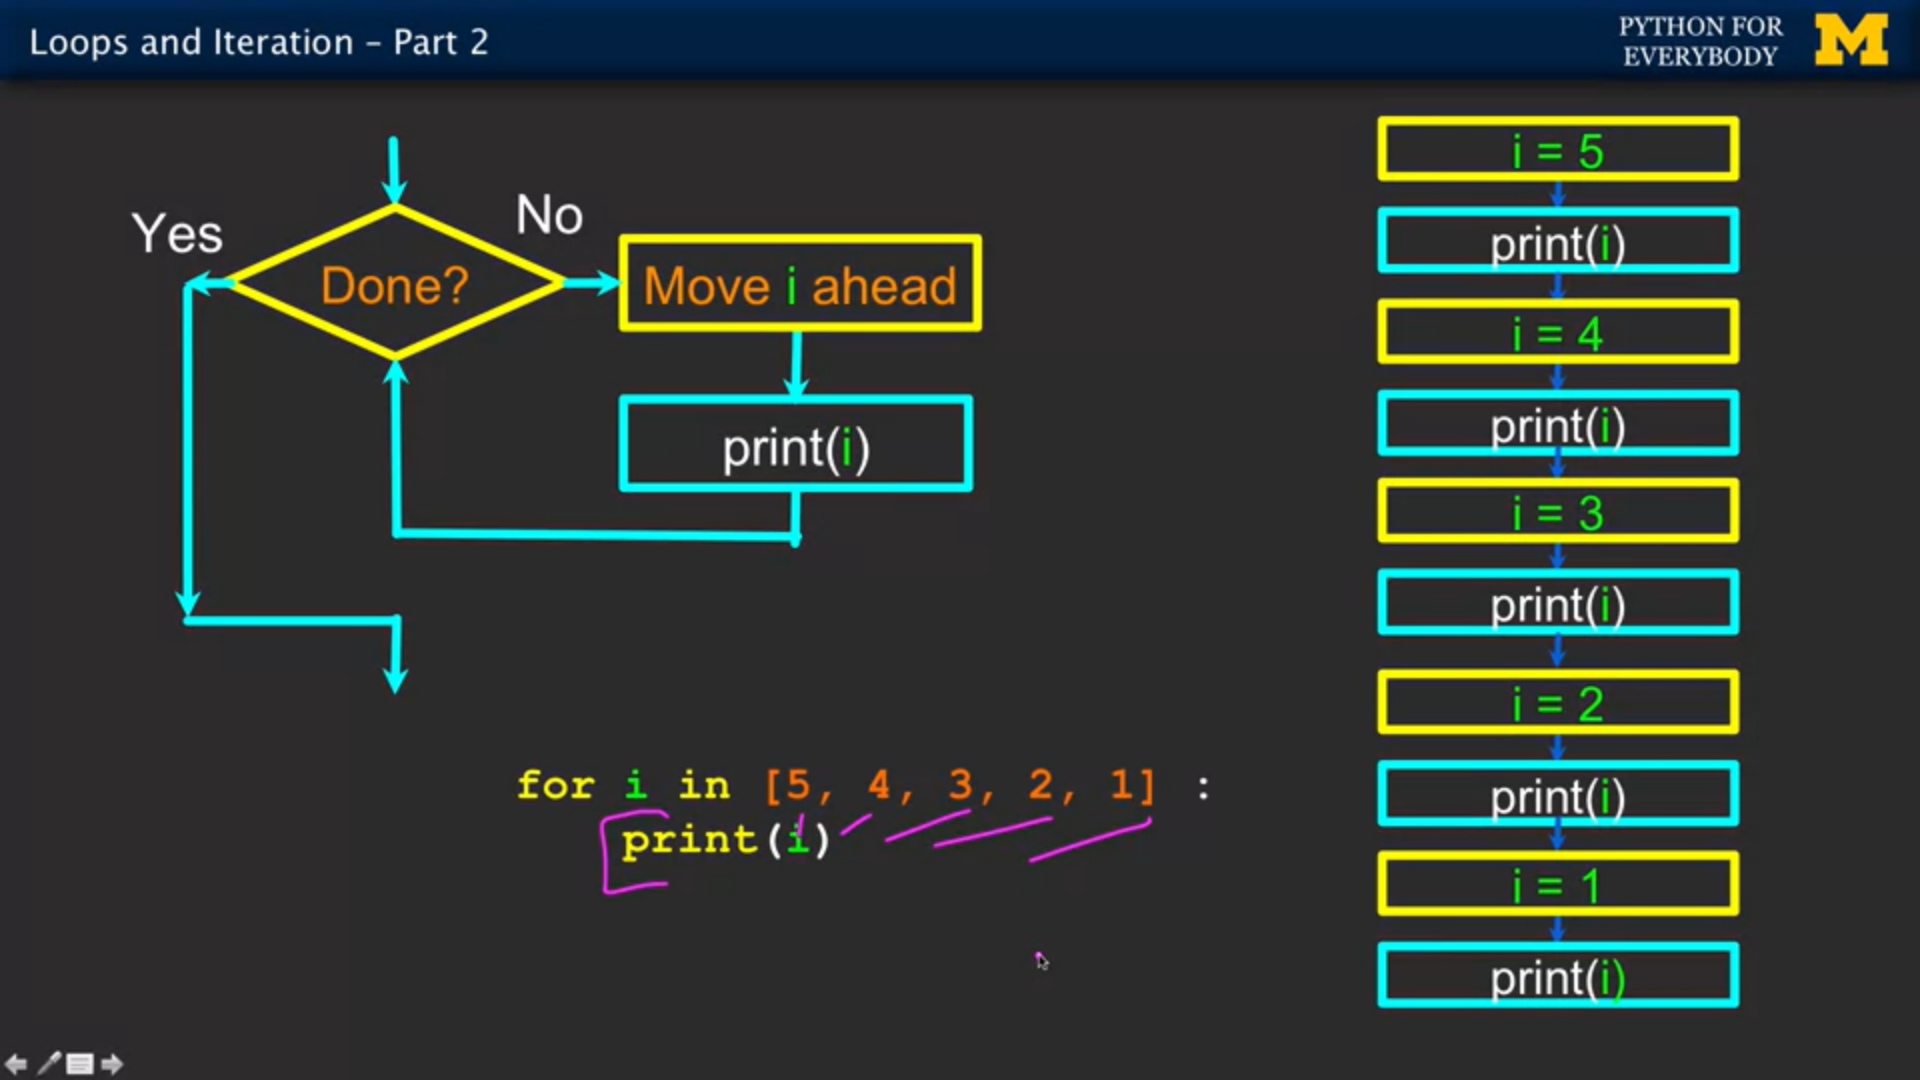 Loops and Iteration – Part 2
PYTHON FOR
EVERYBODY
M
Yes
No
Done?
Move i ahead
print(i)
for i in [5, 4, 3, 2, 1] :
print(i)
i = 5
print(i)
i = 4
print(i)
i = 3
print(i)
i = 2
print(i)
i = 1
print(i)